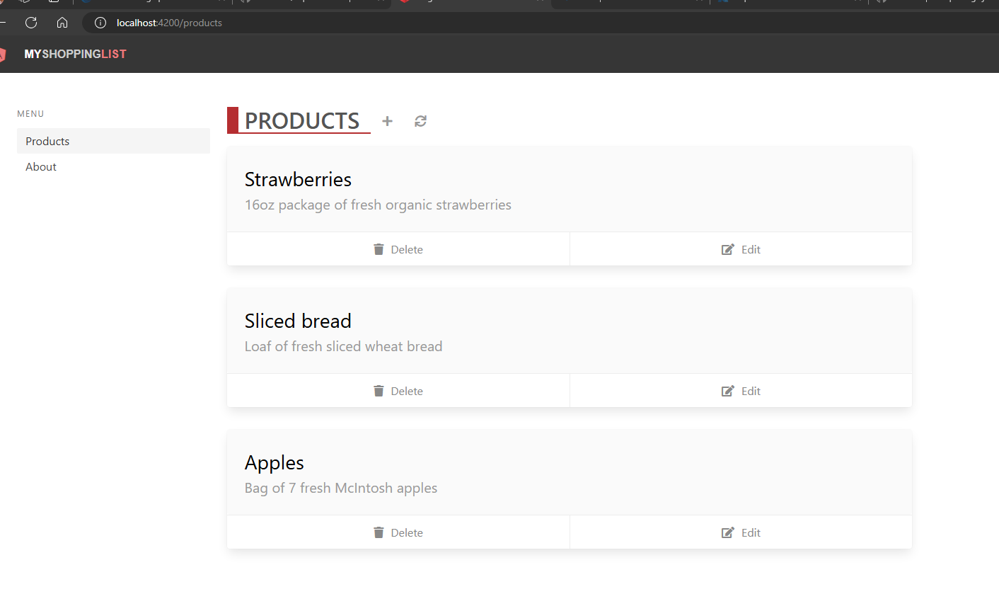 localhost:4200/products
MYSHOPPINGLIST
MENU
Products
About
PRODUCTS
Strawberries
16oz package of fresh organic strawberries
Delete
Edit
Sliced bread
Loaf of fresh sliced wheat bread
Delete
Edit
Apples
Bag of 7 fresh McIntosh apples
Delete
Edit